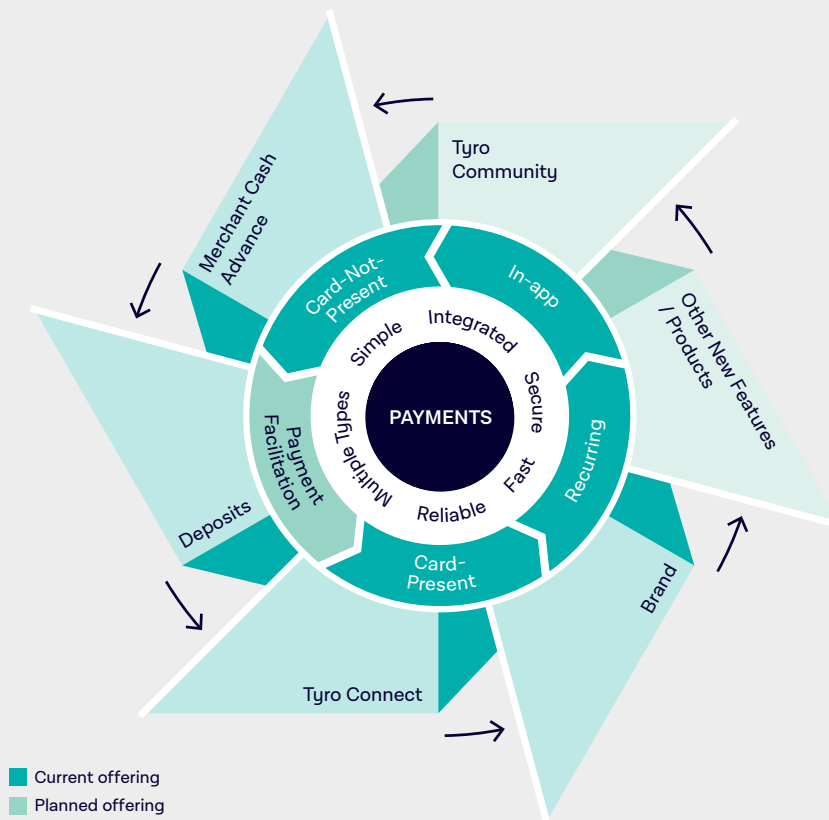 Merchant Cash
Advance
Tyro
Community
Other New Features
/ Products
Brand
Tyro Connect
Deposits
Card-Not-
Present
In-app
Recurring
Card-
Present
Payment
Facilitation
Simple
Integrated
Secure
Fast
Reliable
Multiple Types
PAYMENTS
Current offering
Planned offering